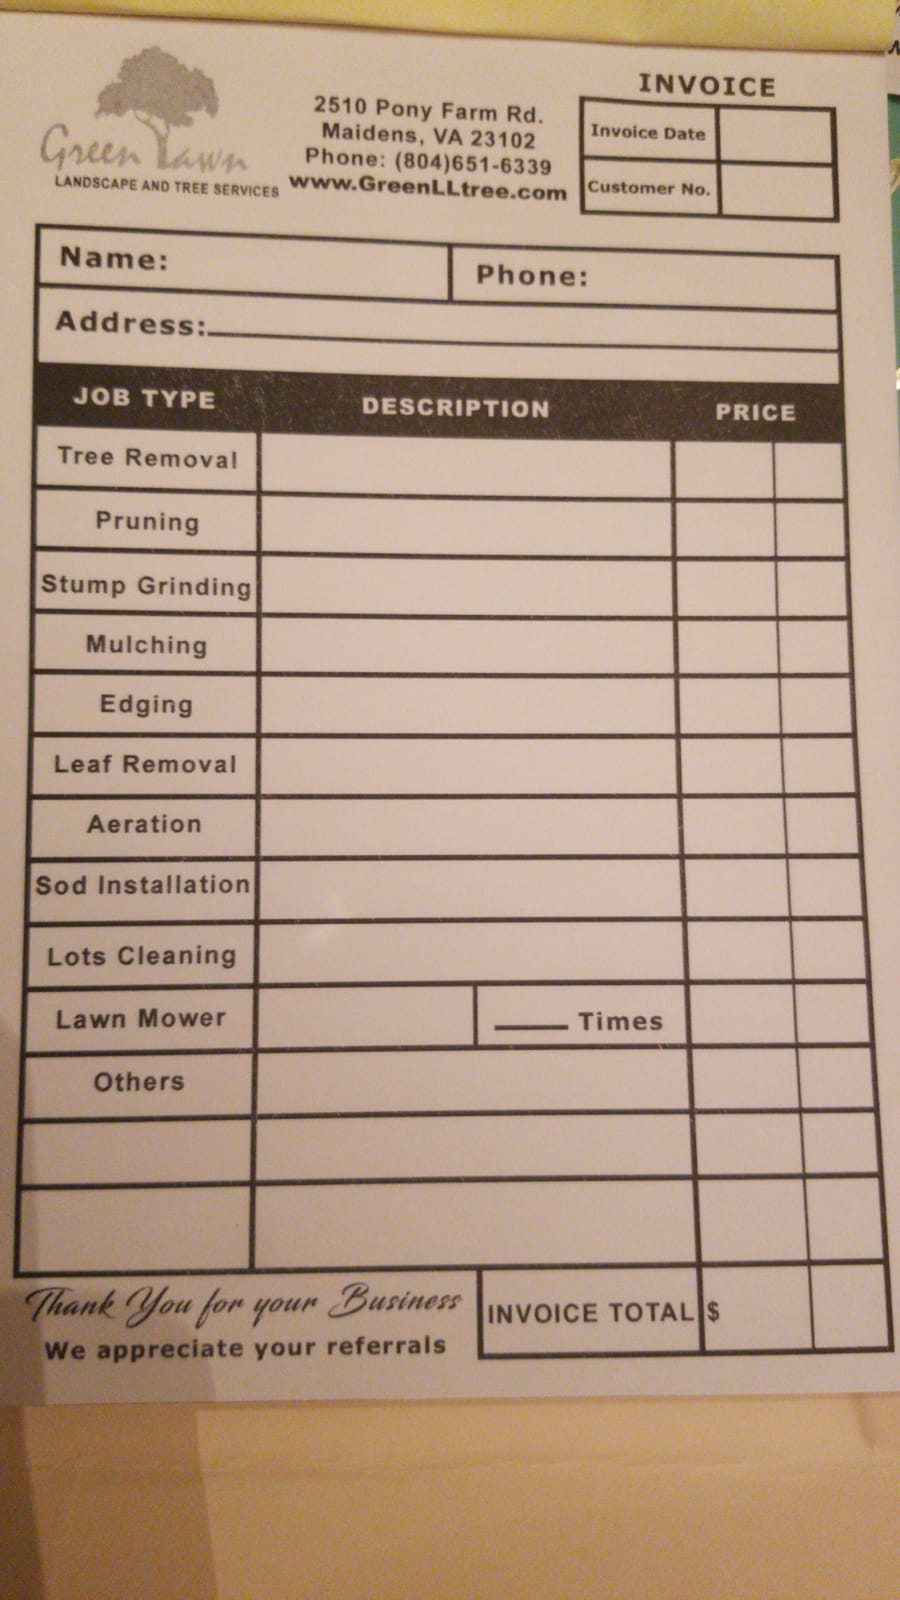 Green Lawn
LANDSCAPE AND TREE SERVICES
2510 Pony Farm Rd.
Maidens, VA 23102
Phone: (804)651-6339
www.GreenLLtree.com
INVOICE
Invoice Date
Customer No.
Name:
Phone:
Address:
JOB TYPE DESCRIPTION PRICE
Tree Removal
Pruning
Stump Grinding
Mulching
Edging
Leaf Removal
Aeration
Sod Installation
Lots Cleaning
Lawn Mower ____ Times
Others
Thank You for your Business
We appreciate your referrals
INVOICE TOTAL $